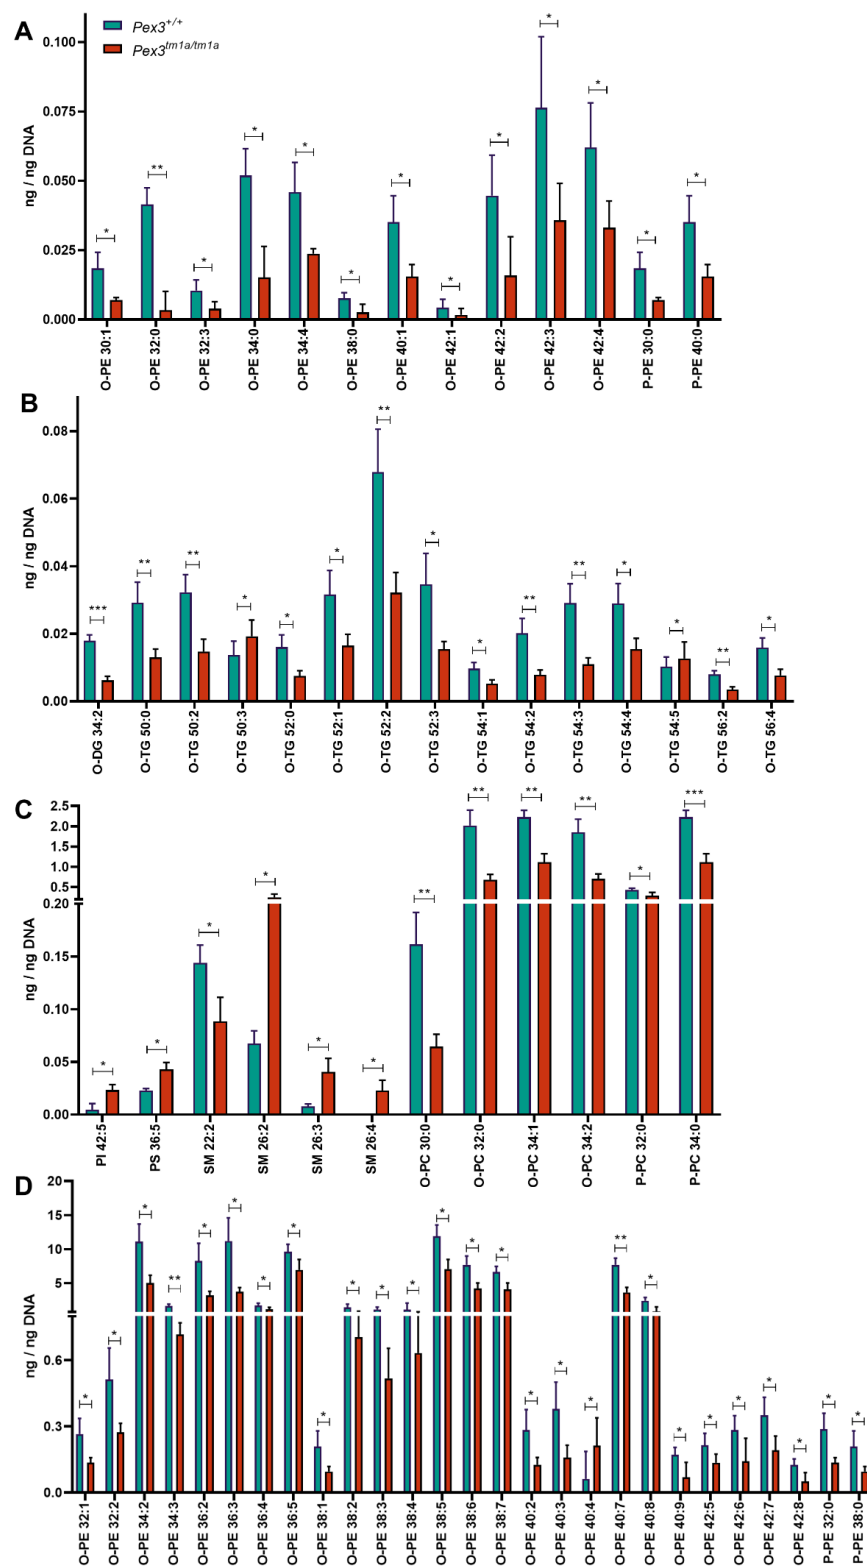 A
Pex3+/+
Pex3tm1a/tm1a
ng / ng DNA
0.100
0.075
0.050
0.025
0.000
* ** * * * * * * * * * * *
O-PE 30:1
O-PE 32:0
O-PE 32:3
O-PE 34:0
O-PE 34:4
O-PE 38:0
O-PE 40:1
O-PE 42:1
O-PE 42:2
O-PE 42:3
O-PE 42:4
P-PE 30:0
P-PE 40:0
B
ng / ng DNA
0.08
0.06
0.04
0.02
0.00
*** ** ** * * * ** * * ** ** * * ** *
O-DG 34:2
O-TG 50:0
O-TG 50:2
O-TG 50:3
O-TG 52:0
O-TG 52:1
O-TG 52:2
O-TG 52:3
O-TG 54:1
O-TG 54:2
O-TG 54:3
O-TG 54:4
O-TG 54:5
O-TG 56:2
O-TG 56:4
C
ng / ng DNA
2.5
2.0
1.5
1.0
0.5
0.20
0.15
0.10
0.05
0.00
* * * * * * ** ** ** ** * ***
PI 42:5
PS 36:5
SM 22:2
SM 26:2
SM 26:3
SM 26:4
O-PC 30:0
O-PC 32:0
O-PC 34:1
O-PC 34:2
P-PC 32:0
P-PC 34:0
D
ng / ng DNA
20
15
10
5
0.6
0.3
0.0
* * * ** * * * * * * * * * * * * * * ** * * * * * * * *
O-PE 32:1
O-PE 32:2
O-PE 34:2
O-PE 34:3
O-PE 36:2
O-PE 36:3
O-PE 36:4
O-PE 36:5
O-PE 38:1
O-PE 38:2
O-PE 38:3
O-PE 38:4
O-PE 38:5
O-PE 38:6
O-PE 38:7
O-PE 40:2
O-PE 40:3
O-PE 40:4
O-PE 40:7
O-PE 40:8
O-PE 40:9
O-PE 42:5
O-PE 42:6
O-PE 42:7
O-PE 42:8
P-PE 32:0
P-PE 38:0